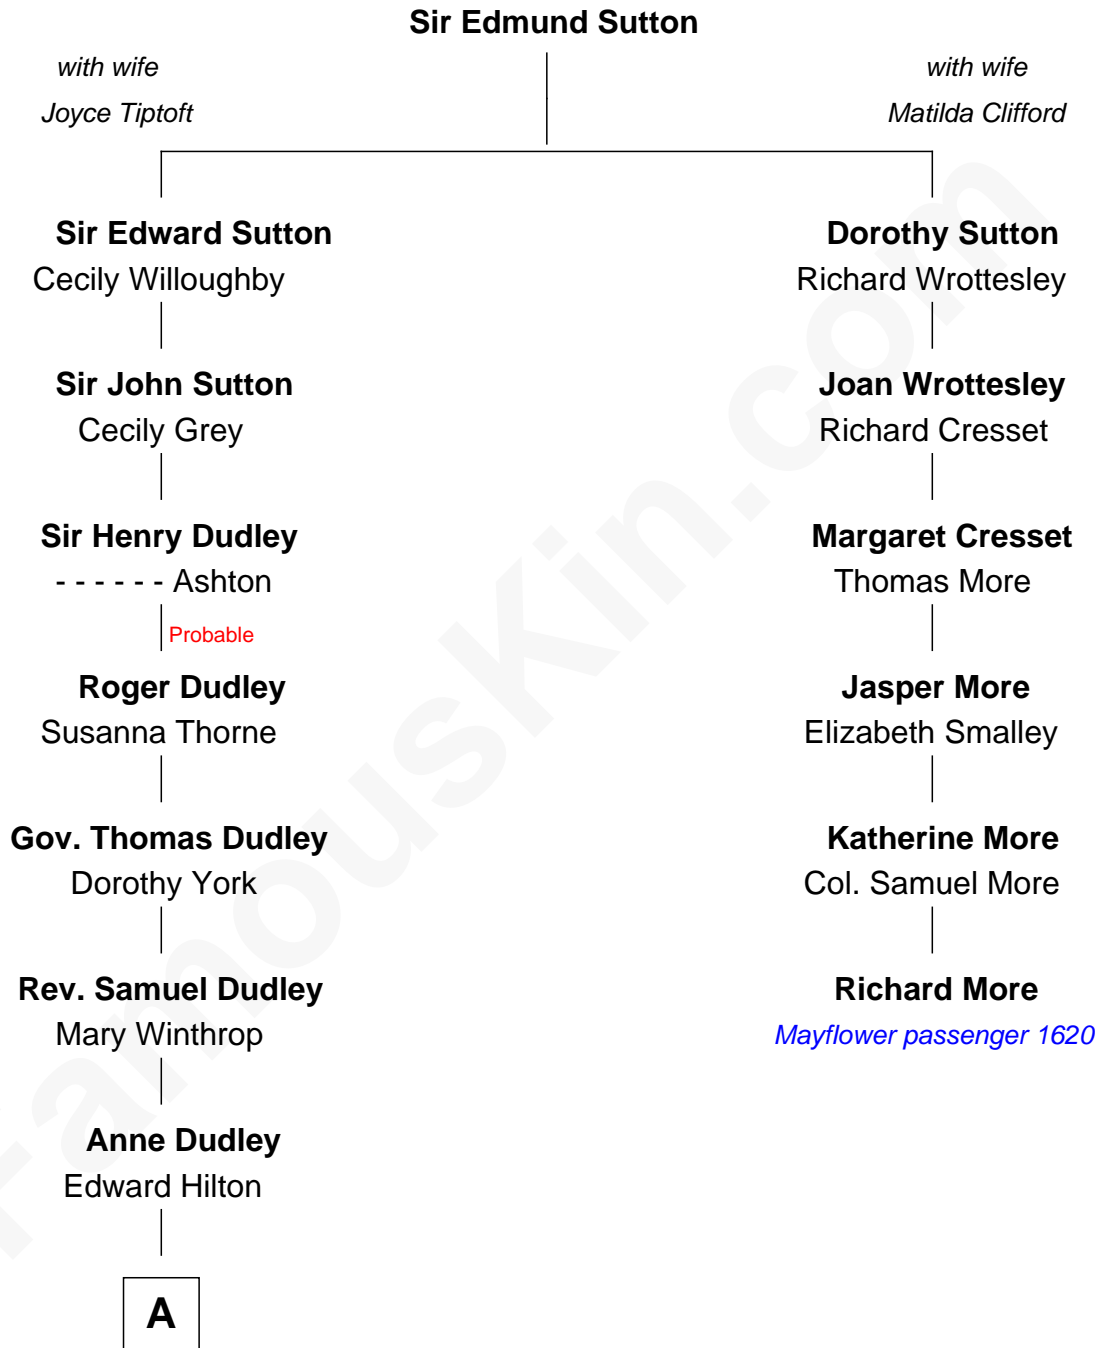 Sir Edmund Sutton
with wife
Joyce Tiptoft
with wife
Matilda Clifford
Sir Edward Sutton
Cecily Willoughby
Sir John Sutton
Cecily Grey
Sir Henry Dudley
- - - - - - Ashton
Probable
Roger Dudley
Susanna Thorne
Gov. Thomas Dudley
Dorothy York
Rev. Samuel Dudley
Mary Winthrop
Anne Dudley
Edward Hilton
A
Dorothy Sutton
Richard Wrottesley
Joan Wrottesley
Richard Cresset
Margaret Cresset
Thomas More
Jasper More
Elizabeth Smalley
Katherine More
Col. Samuel More
Richard More
Mayflower passenger 1620
FamousKin.com